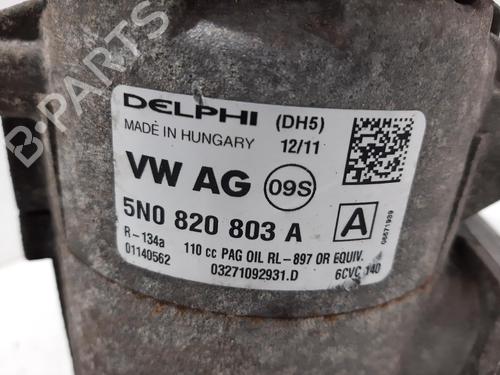 B-PARTS
DELPHI (DH5)
MADE IN HUNGARY 12/11
VW AG 09S
5N0 820 803 A A
R-134a 110 cc PAG OIL RL-897 OR EQUIV.
01140562 03271092931.D 6CVC 140
06671939